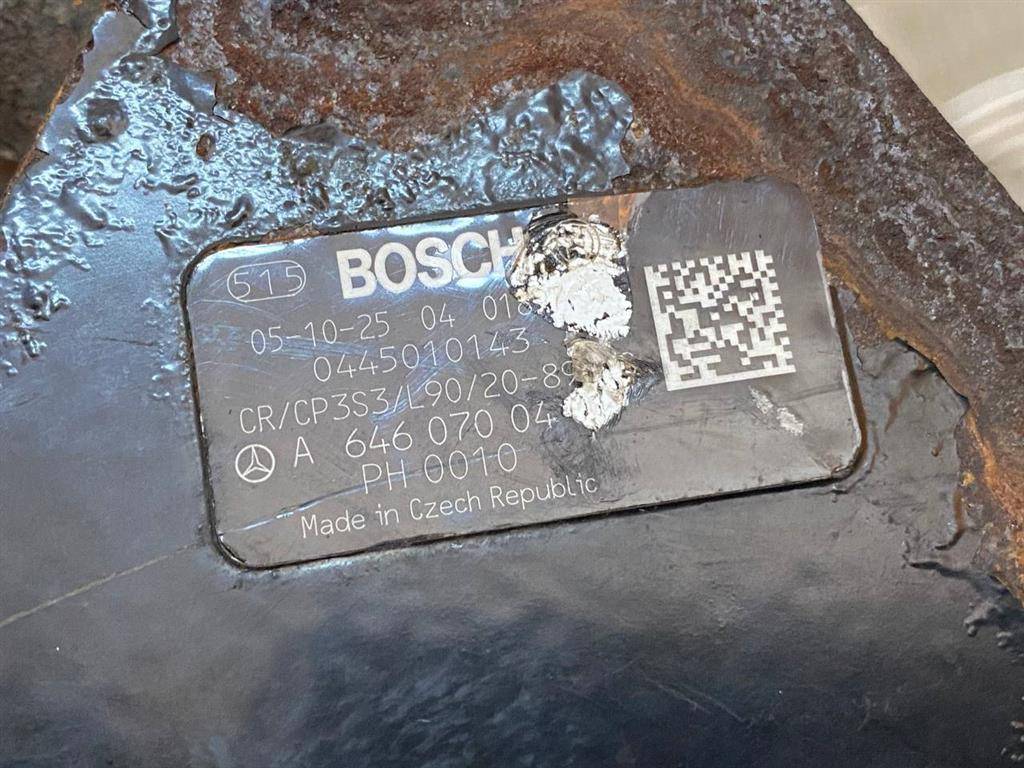 515 BOSCH
05-10-25 04 018
0445010143
CR/CP3S3/L90/20-89
A 646 070 04
PH 0010
Made in Czech Republic